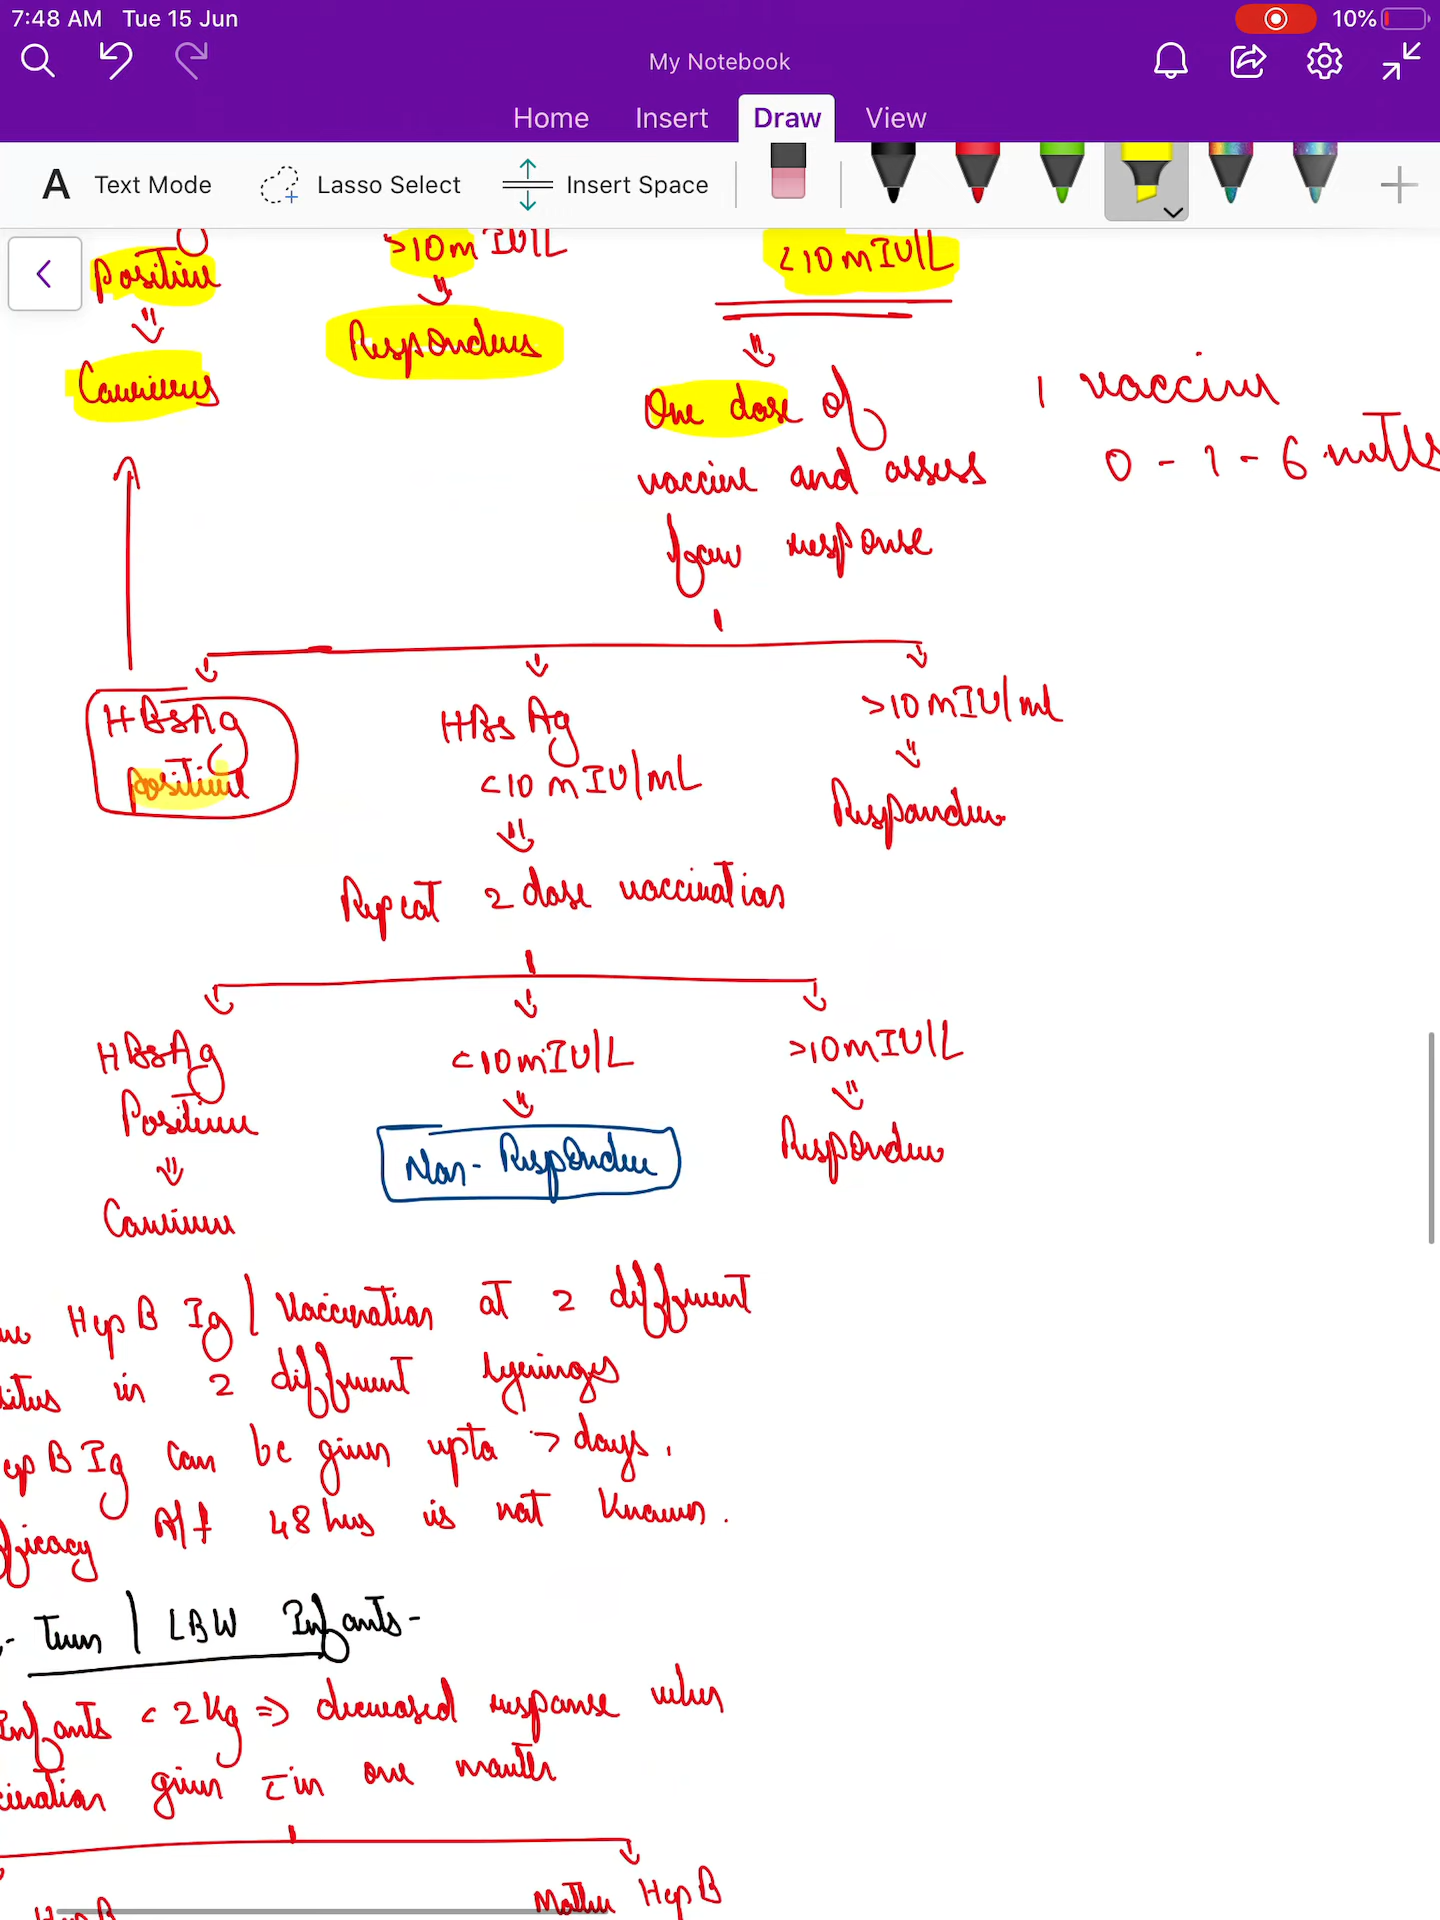 7:48 AM Tue 15 Jun
10%
My Notebook
Home Insert Draw View
A Text Mode Lasso Select Insert Space
Positive
>10m IU/L
<10 mIU/L
Carriers
Responders
One dose of
vaccine and assess
for response
1 vaccine
0 - 1 - 6 mths
HBsAg
positive
HBsAg
<10 mIU/mL
>10 mIU/ml
Responder
Repeat 2 dose vaccination
HBsAg
Positive
<10 mIU/L
>10 mIU/L
Carrier
Non-Responder
Responder
Hep B Ig / Vaccination at 2 different
sites in 2 different syringes
Hep B Ig can be given upto 7 days.
Efficacy Aft 48 hrs is not known.
- Term / LBW Infants -
infants < 2 Kg => decreased response when
given in one month
Hep B
Mother Hep B